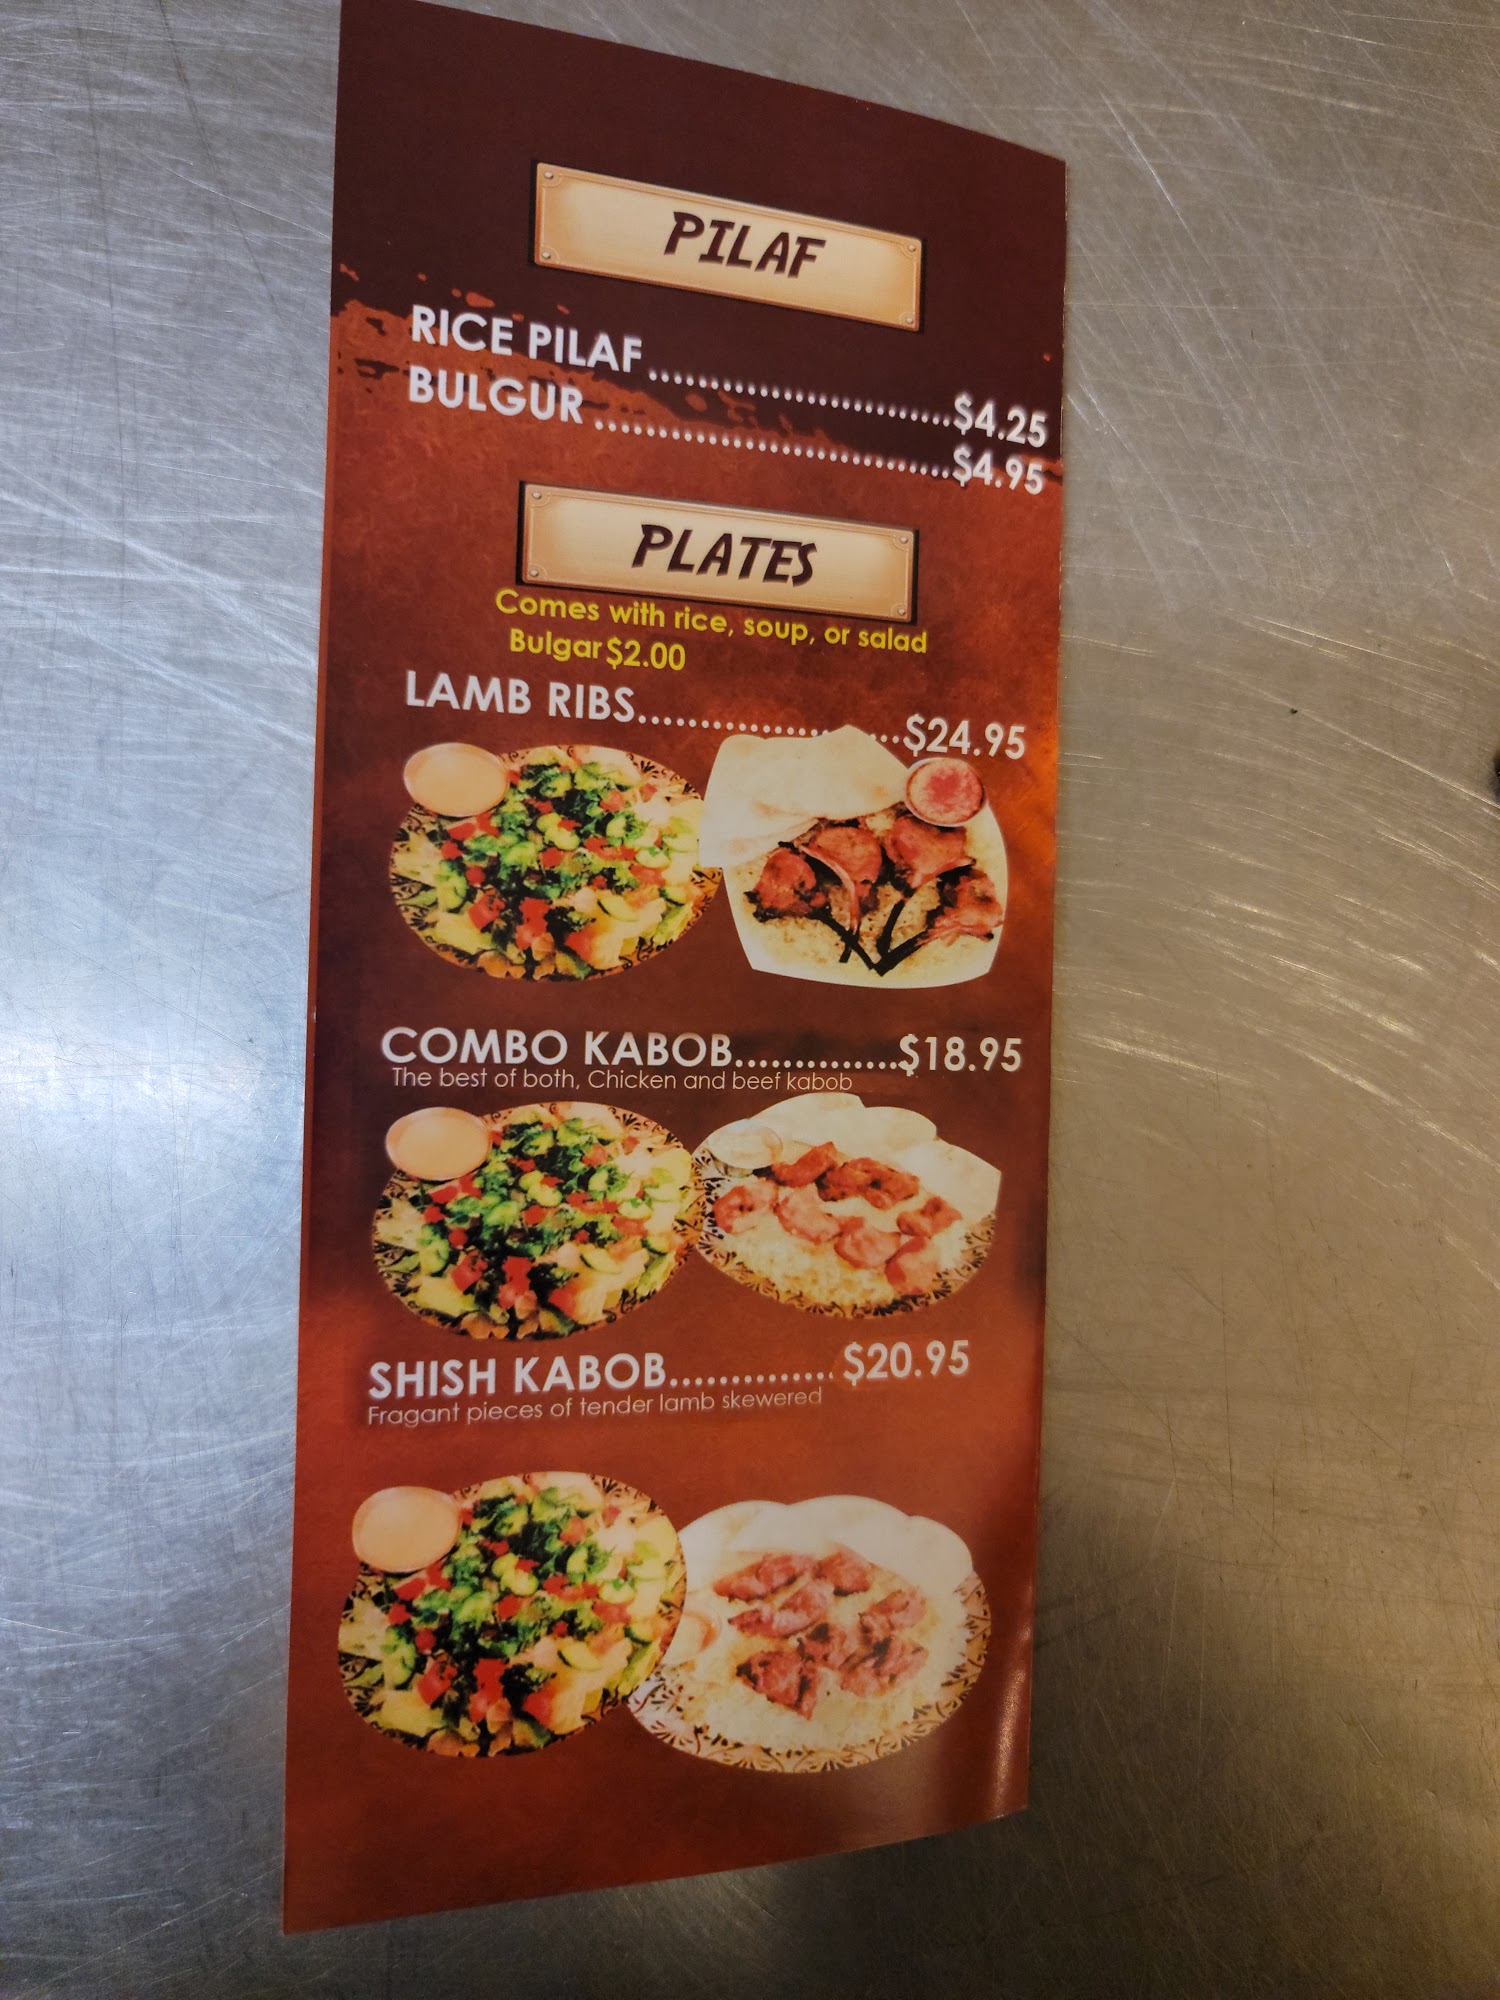 PILAF
RICE PILAF...........................$4.25
BULGUR .................................$4.95
PLATES
Comes with rice, soup, or salad
Bulgar $2.00
LAMB RIBS........................$24.95
COMBO KABOB..............$18.95
The best of both, Chicken and beef kabob
SHISH KABOB.............. $20.95
Fragant pieces of tender lamb skewered